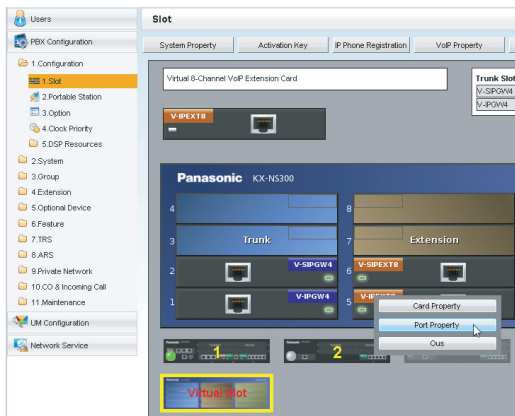 Users
PBX Configuration
1.Configuration
1.Slot
2.Portable Station
3.Option
4.Clock Priority
5.DSP Resources
2.System
3.Group
4.Extension
5.Optional Device
6.Feature
7.TRS
8.ARS
9.Private Network
10.CO & Incoming Call
11.Maintenance
UM Configuration
Network Service
Slot
System Property
Activation Key
IP Phone Registration
VoIP Property
Virtual 8-Channel VoIP Extension Card
Trunk Slot
V-SIPGW4
V-IPGW4
V-IPEXT8
Panasonic KX-NS300
4
8
3
Trunk
7
Extension
2
V-SIPGW4
6
V-SIPEXT8
1
V-IPGW4
5
Card Property
Port Property
Ous
1
2
Virtual Slot